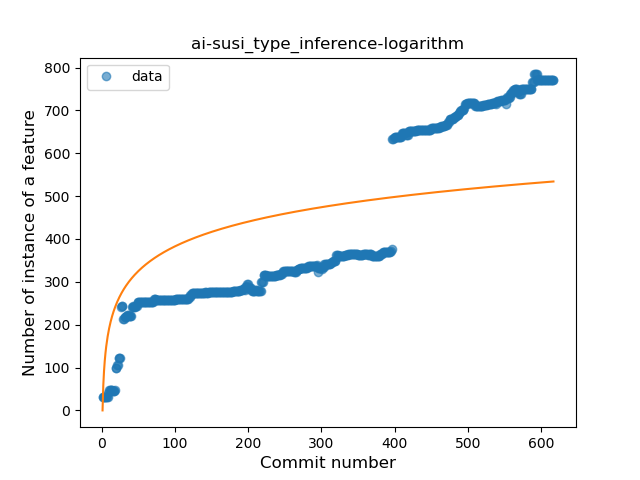 ai-susi_type_inference-logarithm
data
Number of instance of a feature
800
700
600
500
400
300
200
100
0
0 100 200 300 400 500 600
Commit number